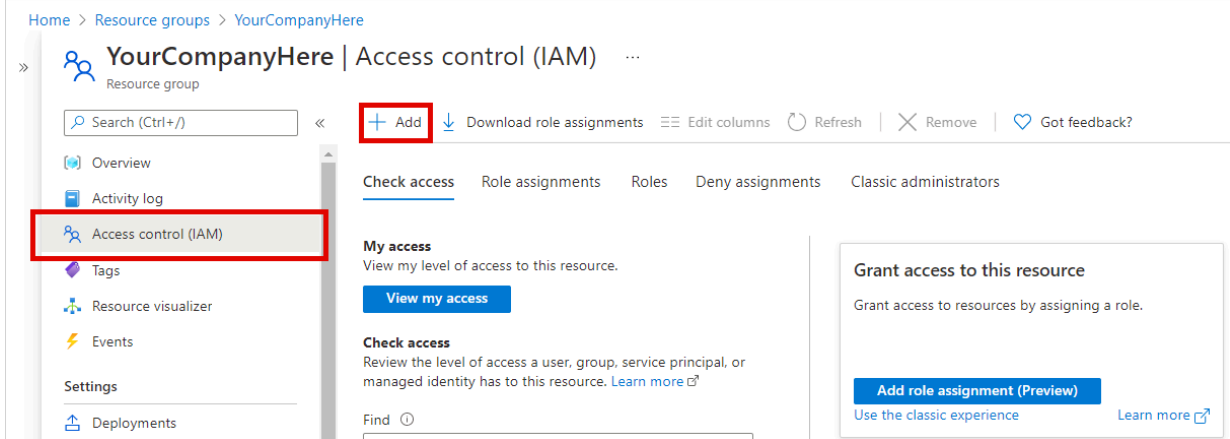 Home > Resource groups > YourCompanyHere
»
YourCompanyHere | Access control (IAM) ...
Resource group
Search (Ctrl+/)
«
+ Add
Download role assignments
Edit columns
Refresh
Remove
Got feedback?
Overview
Activity log
Access control (IAM)
Tags
Resource visualizer
Events
Settings
Deployments
Check access
Role assignments
Roles
Deny assignments
Classic administrators
My access
View my level of access to this resource.
View my access
Check access
Review the level of access a user, group, service principal, or
managed identity has to this resource. Learn more
Find
Grant access to this resource
Grant access to resources by assigning a role.
Add role assignment (Preview)
Use the classic experience
Learn more